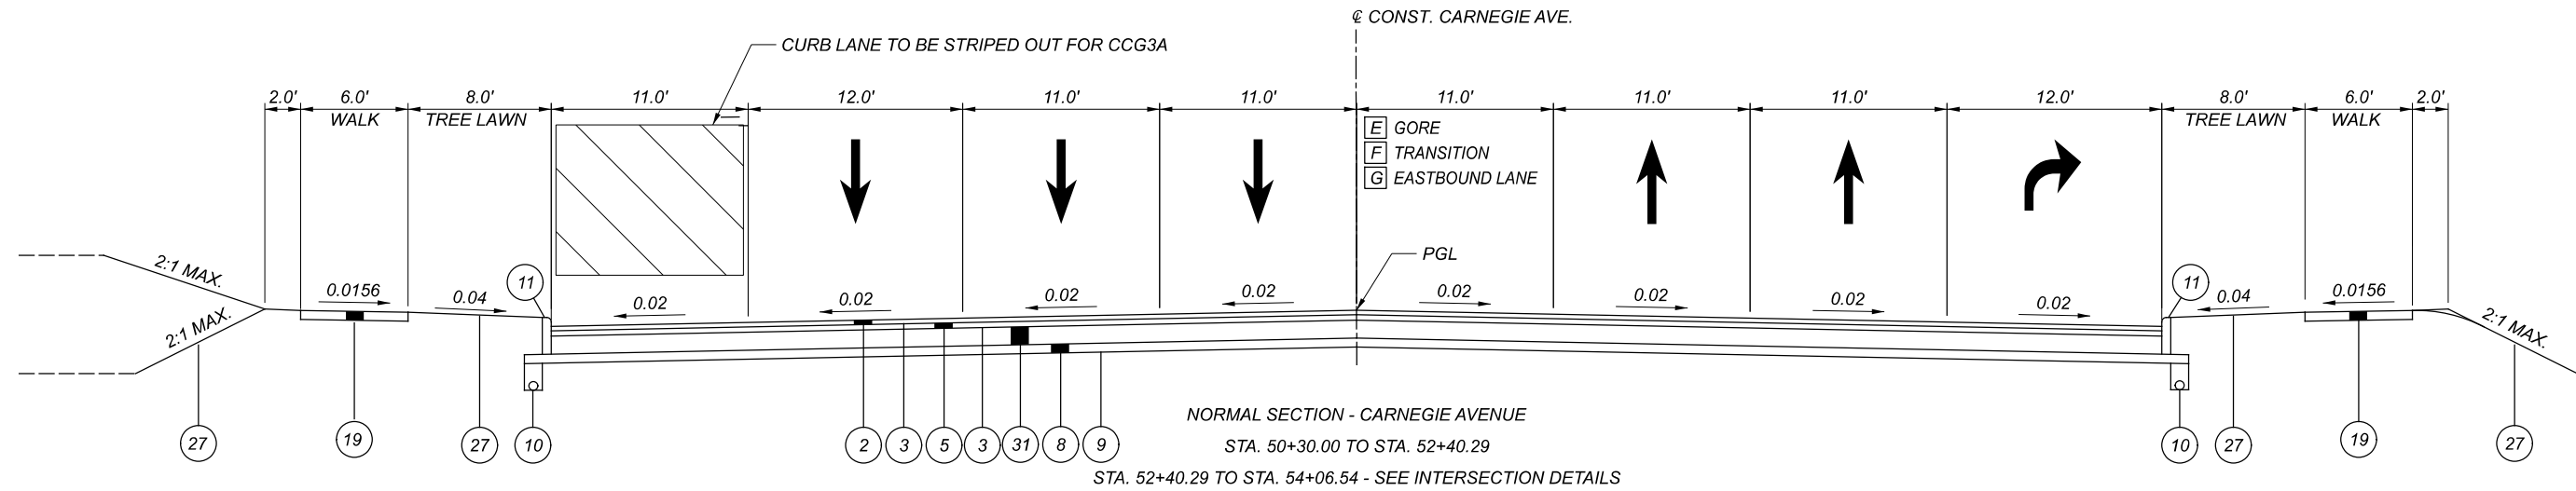 ℄ CONST. CARNEGIE AVE.
CURB LANE TO BE STRIPED OUT FOR CCG3A
2.0' 6.0' 8.0' 11.0' 12.0' 11.0' 11.0' 11.0' 11.0' 11.0' 12.0' 8.0' 6.0' 2.0'
WALK TREE LAWN TREE LAWN WALK
E GORE
F TRANSITION
G EASTBOUND LANE
PGL
2:1 MAX. 11 11
0.0156 0.04 0.02 0.02 0.02 0.02 0.02 0.02 0.02 0.02 0.04 0.0156
2:1 MAX. 2:1 MAX.
NORMAL SECTION - CARNEGIE AVENUE
27 19 27 10 2 3 5 3 31 8 9 10 27 19 27
STA. 50+30.00 TO STA. 52+40.29
STA. 52+40.29 TO STA. 54+06.54 - SEE INTERSECTION DETAILS